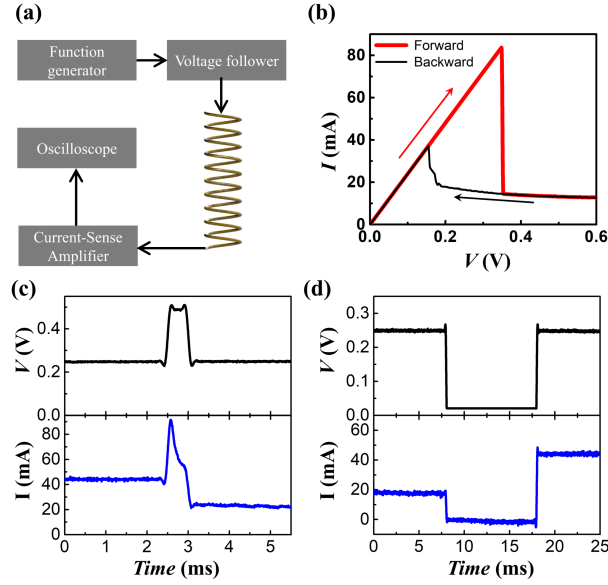 (a)
Function
generator
Voltage follower
Oscilloscope
Current-Sense
Amplifier
(b)
Forward
Backward
I (mA)
80
60
40
20
0
0.0 0.2 0.4 0.6
V (V)
(c)
V (V)
0.4
0.2
0.0
I (mA)
80
60
40
20
0
0 1 2 3 4 5
Time (ms)
(d)
V (V)
0.3
0.2
0.1
0.0
I (mA)
60
40
20
0
0 5 10 15 20 25
Time (ms)